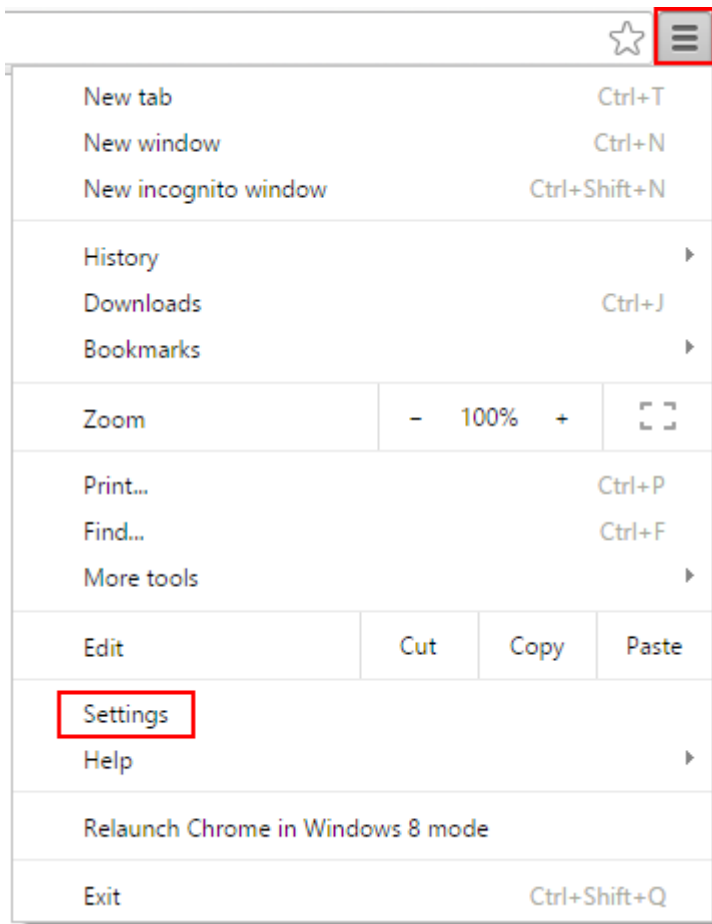 New tab Ctrl+T
New window Ctrl+N
New incognito window Ctrl+Shift+N
History
Downloads Ctrl+J
Bookmarks
Zoom - 100% +
Print... Ctrl+P
Find... Ctrl+F
More tools
Edit Cut Copy Paste
Settings
Help
Relaunch Chrome in Windows 8 mode
Exit Ctrl+Shift+Q